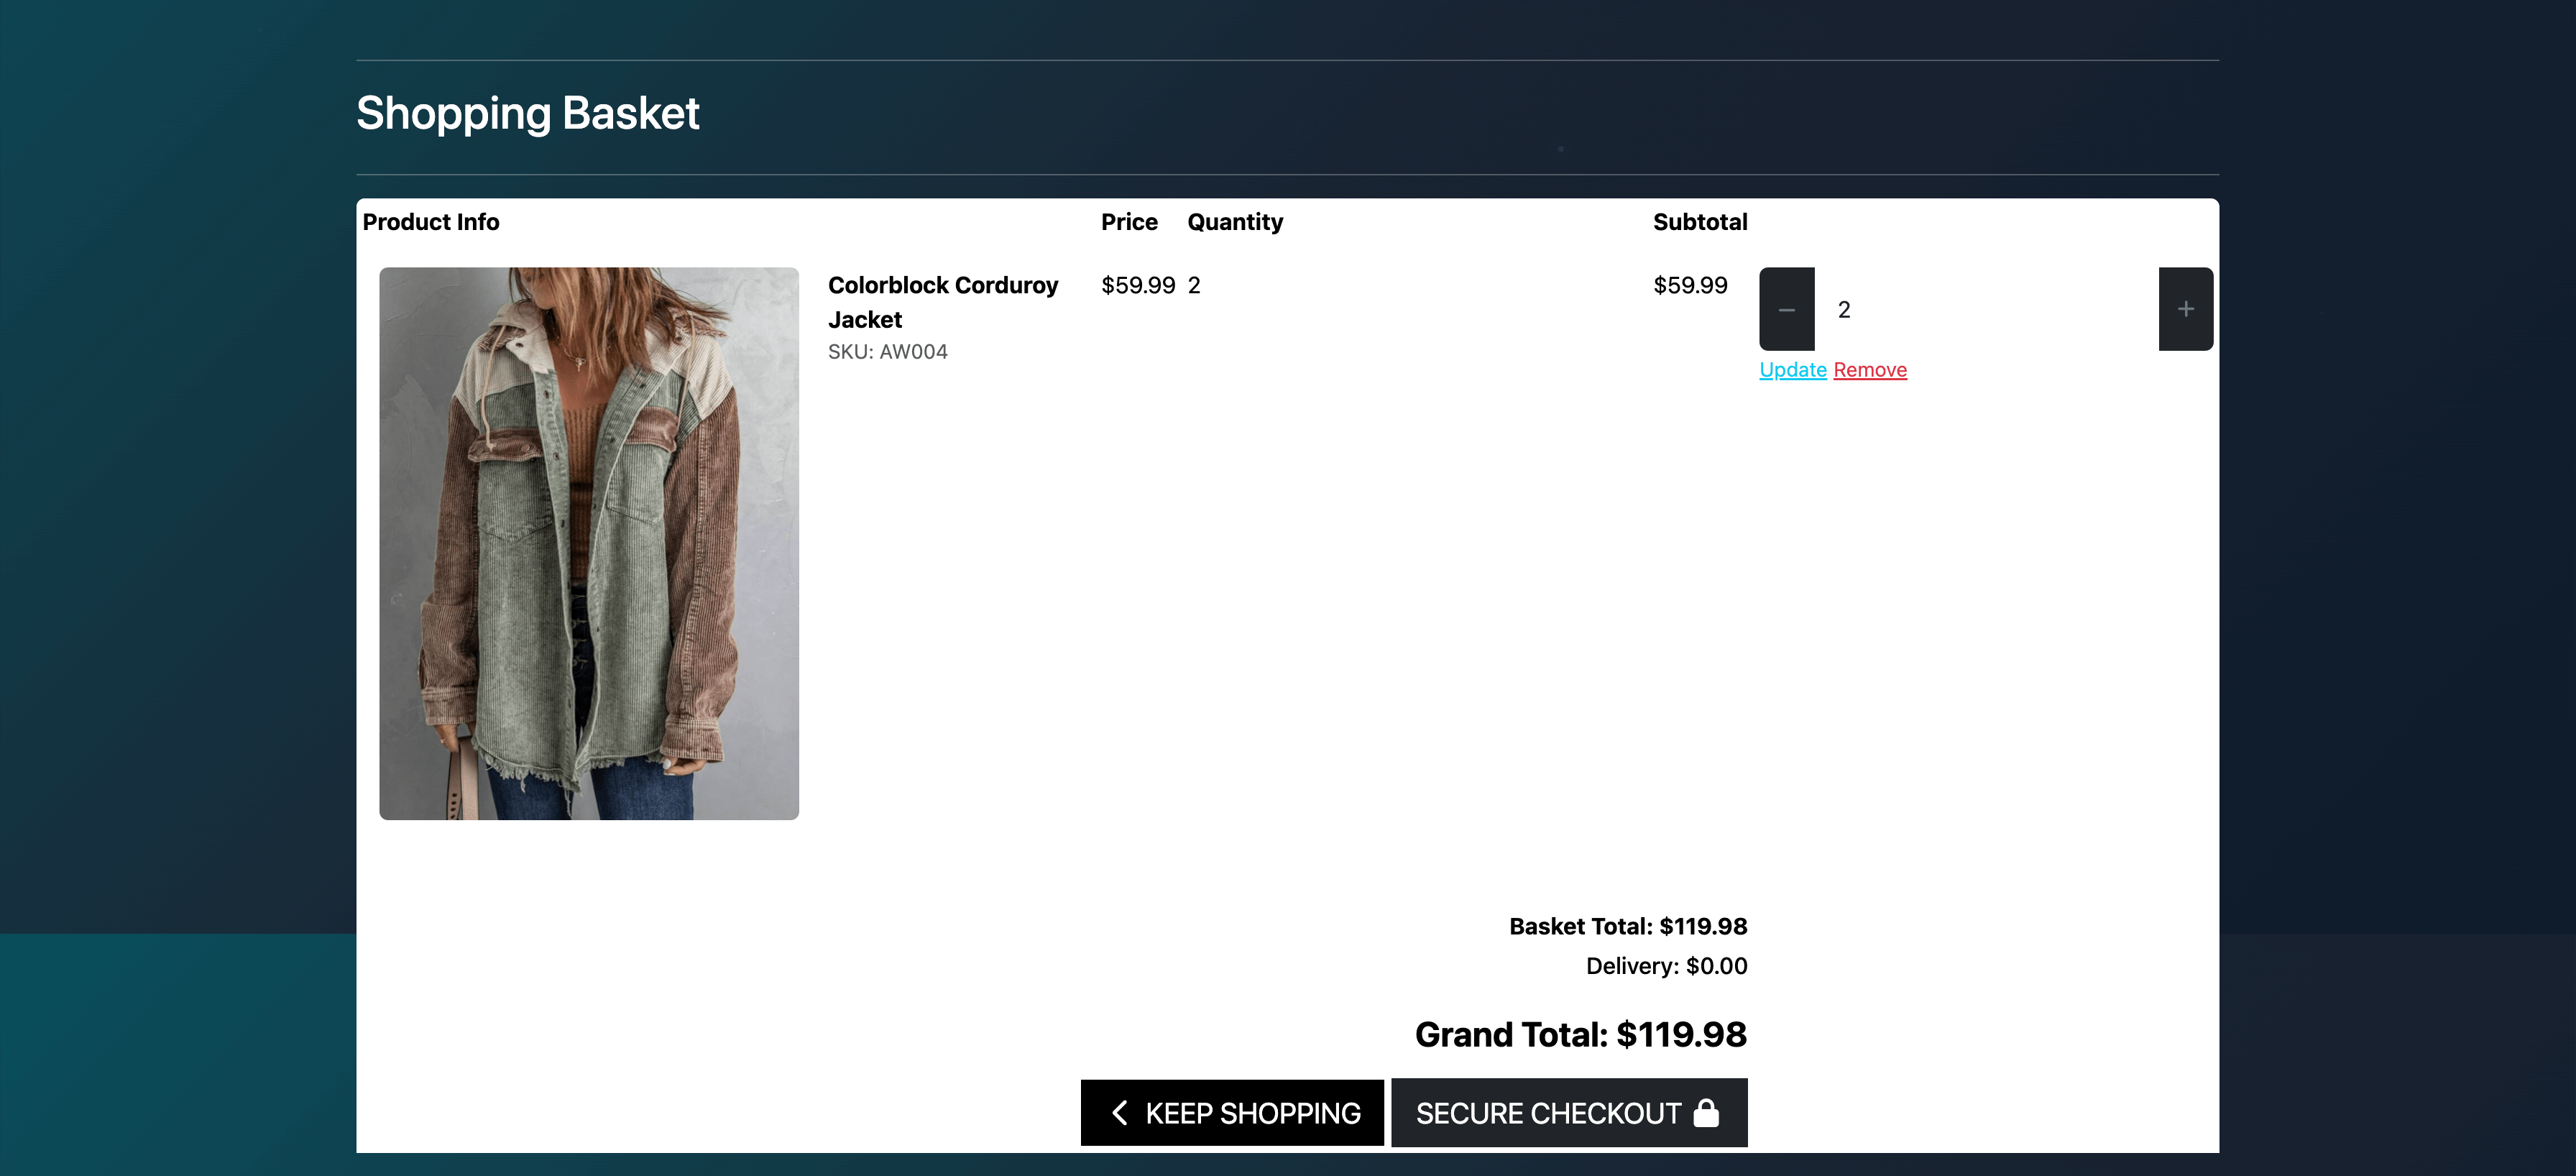 Shopping Basket
Product Info Price Quantity Subtotal
Colorblock Corduroy
Jacket
SKU: AW004
$59.99 2 $59.99
− 2 +
Update Remove
Basket Total: $119.98
Delivery: $0.00
Grand Total: $119.98
KEEP SHOPPING SECURE CHECKOUT